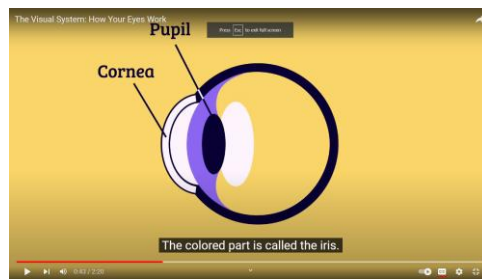 The Visual System: How Your Eyes Work
Press Esc to exit full screen
Pupil
Cornea
The colored part is called the iris.
0:43 / 2:20